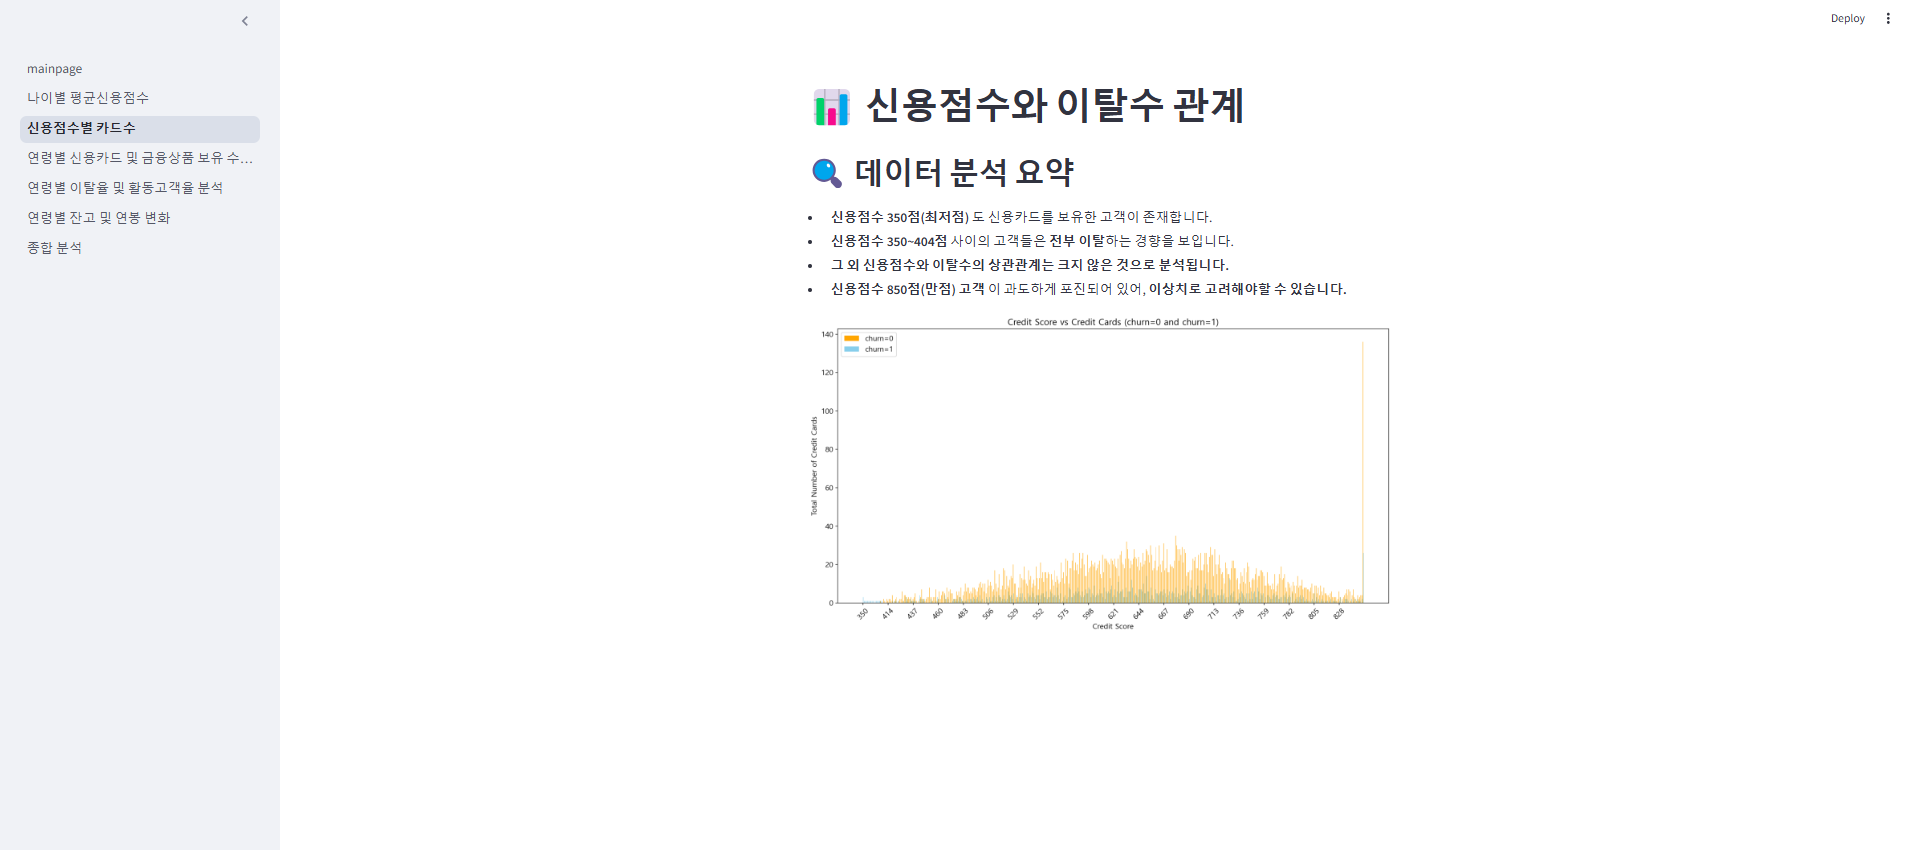 Deploy
mainpage
나이별 평균신용점수
신용점수별 카드수
연령별 신용카드 및 금융상품 보유 수...
연령별 이탈율 및 활동고객율 분석
연령별 잔고 및 연봉 변화
종합 분석
신용점수와 이탈수 관계
데이터 분석 요약
• 신용점수 350점(최저점) 도 신용카드를 보유한 고객이 존재합니다.
• 신용점수 350~404점 사이의 고객들은 전부 이탈하는 경향을 보입니다.
• 그 외 신용점수와 이탈수의 상관관계는 크지 않은 것으로 분석됩니다.
• 신용점수 850점(만점) 고객 이 과도하게 포진되어 있어, 이상치로 고려해야할 수 있습니다.
Credit Score vs Credit Cards (churn=0 and churn=1)
churn=0
churn=1
Total Number of Credit Cards
140
120
100
80
60
40
20
0
350 414 437 460 483 506 529 552 575 598 621 644 667 690 713 736 759 782 805 828
Credit Score